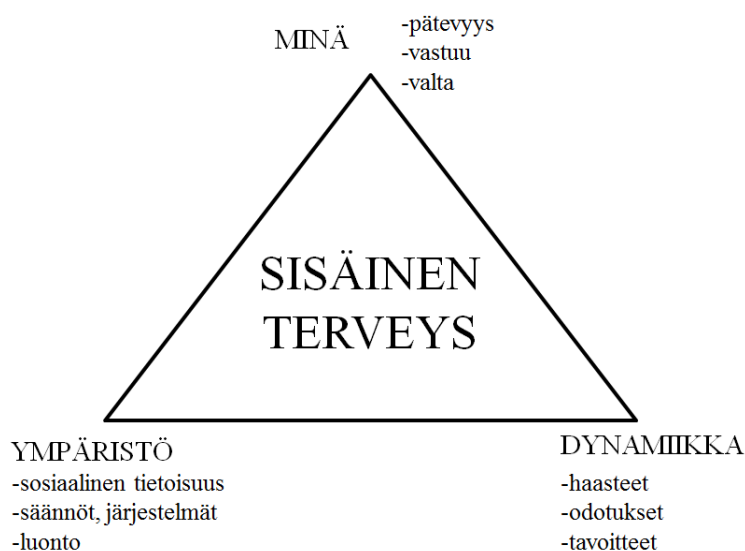 MINÄ
-pätevyys
-vastuu
-valta
SISÄINEN
TERVEYS
YMPÄRISTÖ
-sosiaalinen tietoisuus
-säännöt, järjestelmät
-luonto
DYNAMIIKKA
-haasteet
-odotukset
-tavoitteet